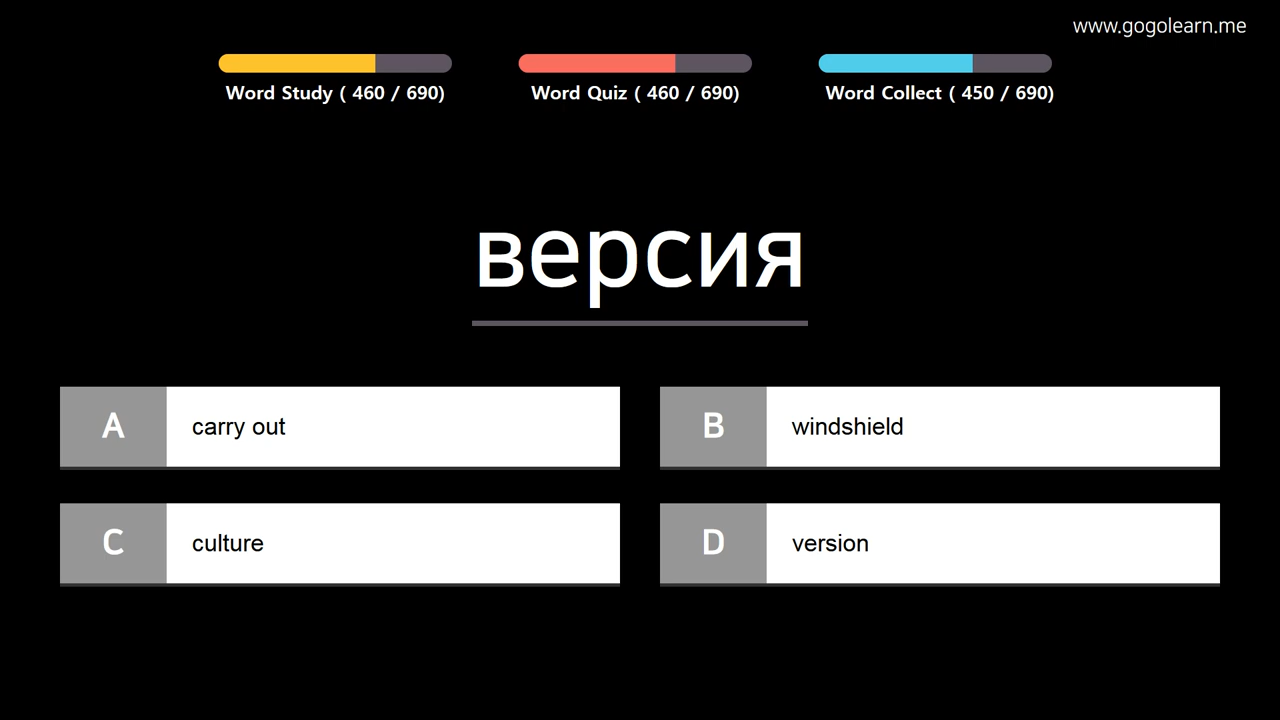 www.gogolearn.me
Word Study ( 460 / 690)
Word Quiz ( 460 / 690)
Word Collect ( 450 / 690)
версия
A carry out
B windshield
C culture
D version